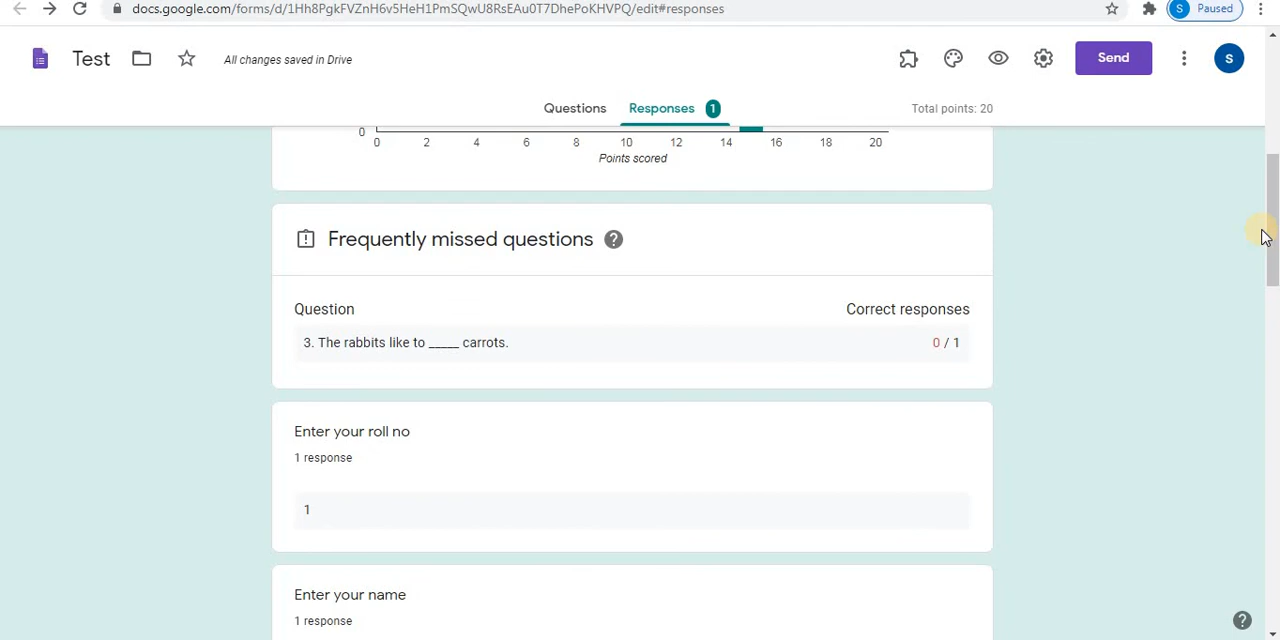 docs.google.com/forms/d/1Hh8PgkFVZnH6v5HeH1PmSQwU8RsEAu0T7DhePoKHVPQ/edit#responses
S Paused
Test
All changes saved in Drive
Send
S
Questions
Responses 1
Total points: 20
0
0 2 4 6 8 10 12 14 16 18 20
Points scored
Frequently missed questions ?
Question Correct responses
3. The rabbits like to _____ carrots. 0 / 1
Enter your roll no
1 response
1
Enter your name
1 response
?